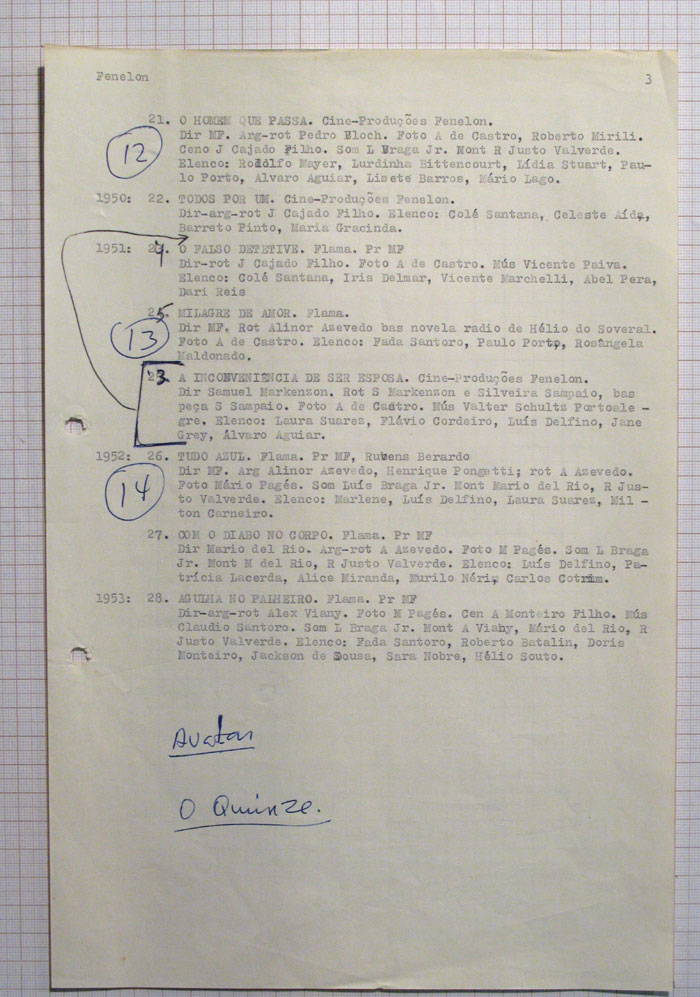 Fenelon 3
21. O HOMEM QUE PASSA. Cine-Produções Fenelon.
Dir MF. Arg-rot Pedro Bloch. Foto A de Castro, Roberto Mirili.
12
Ceno J Cajado Filho. Som L Braga Jr. Mont R Justo Valverde.
Elenco: Rodolfo Mayer, Lurdinha Bittencourt, Lídia Stuart, Pau-
lo Porto, Alvaro Aguiar, Lisete Barros, Mário Lago.
1950: 22. TODOS POR UM. Cine-Produções Fenelon.
Dir-arg-rot J Cajado Filho. Elenco: Colé Santana, Celeste Aída,
Barreto Pinto, Maria Gracinda.
1951: 24. O FALSO DETETIVE. Flama. Pr MF
Dir-rot J Cajado Filho. Foto A de Castro. Mús Vicente Paiva.
Elenco: Colé Santana, Iris Delmar, Vicente Marchelli, Abel Pera,
Dari Reis
25. MILAGRE DE AMOR. Flama.
13
Dir MF. Rot Alinor Azevedo bas novela radio de Hélio do Soveral.
Foto A de Castro. Elenco: Fada Santoro, Paulo Porto, Rosângela
Maldonado.
23. A INCONVENIÊNCIA DE SER ESPOSA. Cine-Produções Fenelon.
Dir Samuel Markenzon. Rot S Markenzon e Silveira Sampaio, bas
peça S Sampaio. Foto A de Castro. Mús Valter Schultz Portoale -
gre. Elenco: Laura Suarez, Flávio Cordeiro, Luís Delfino, Jane
Grey, Álvaro Aguiar.
1952: 26. TUDO AZUL. Flama. Pr MF, Rubens Berardo
Dir MF. Arg Alinor Azevedo, Henrique Pongetti; rot A Azevedo.
14
Foto Mário Pagés. Som Luís Braga Jr. Mont Mario del Rio, R Jus-
to Valverde. Elenco: Marlene, Luís Delfino, Laura Suarez, Mil -
ton Carneiro.
27. COM O DIABO NO CORPO. Flama. Pr MF
Dir Mario del Rio. Arg-rot A Azevedo. Foto M Pagés. Som L Braga
Jr. Mont M del Rio, R Justo Valverde. Elenco: Luís Delfino, Pa-
trícia Lacerda, Alice Miranda, Murilo Néri, Carlos Cotrim.
1953: 28. AGULHA NO PALHEIRO. Flama. Pr MF
Dir-arg-rot Alex Viany. Foto M Pagés. Cen A Monteiro Filho. Mús
Claudio Santoro. Som L Braga Jr. Mont A Viany, Mário del Rio, R
Justo Valverde. Elenco: Fada Santoro, Roberto Batalin, Doris
Monteiro, Jackson de Sousa, Sara Nobre, Hélio Souto.
Avatar
O Quinze.